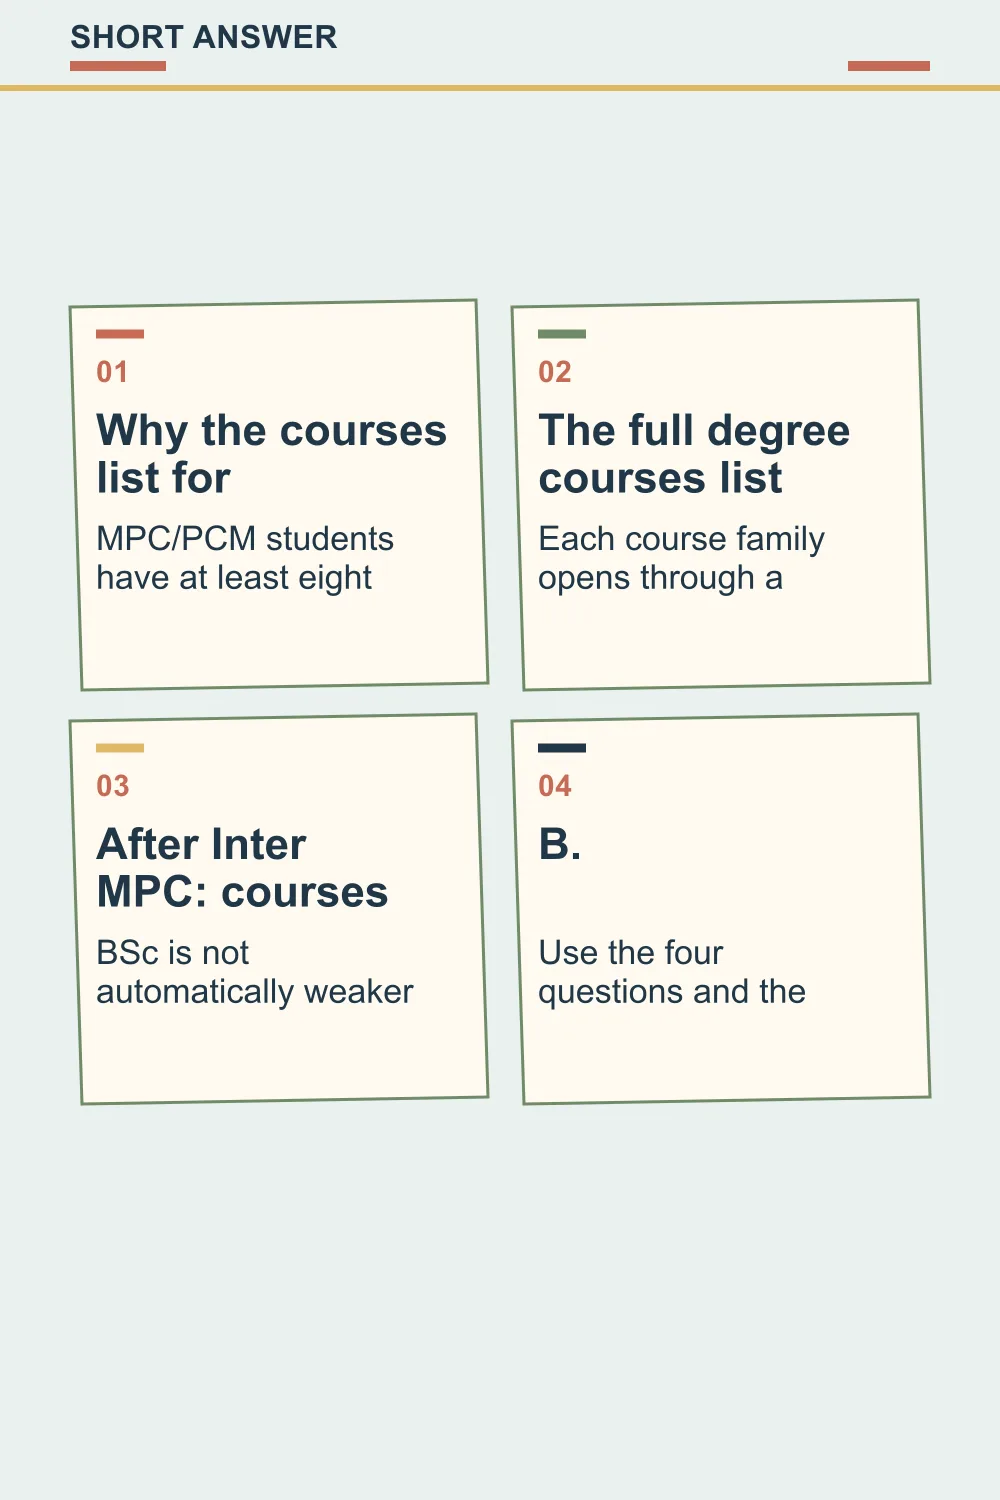 SHORT ANSWER
01
Why the courses
list for
MPC/PCM students
have at least eight
02
The full degree
courses list
Each course family
opens through a
03
After Inter
MPC: courses
BSc is not
automatically weaker
04
B.
Use the four
questions and the